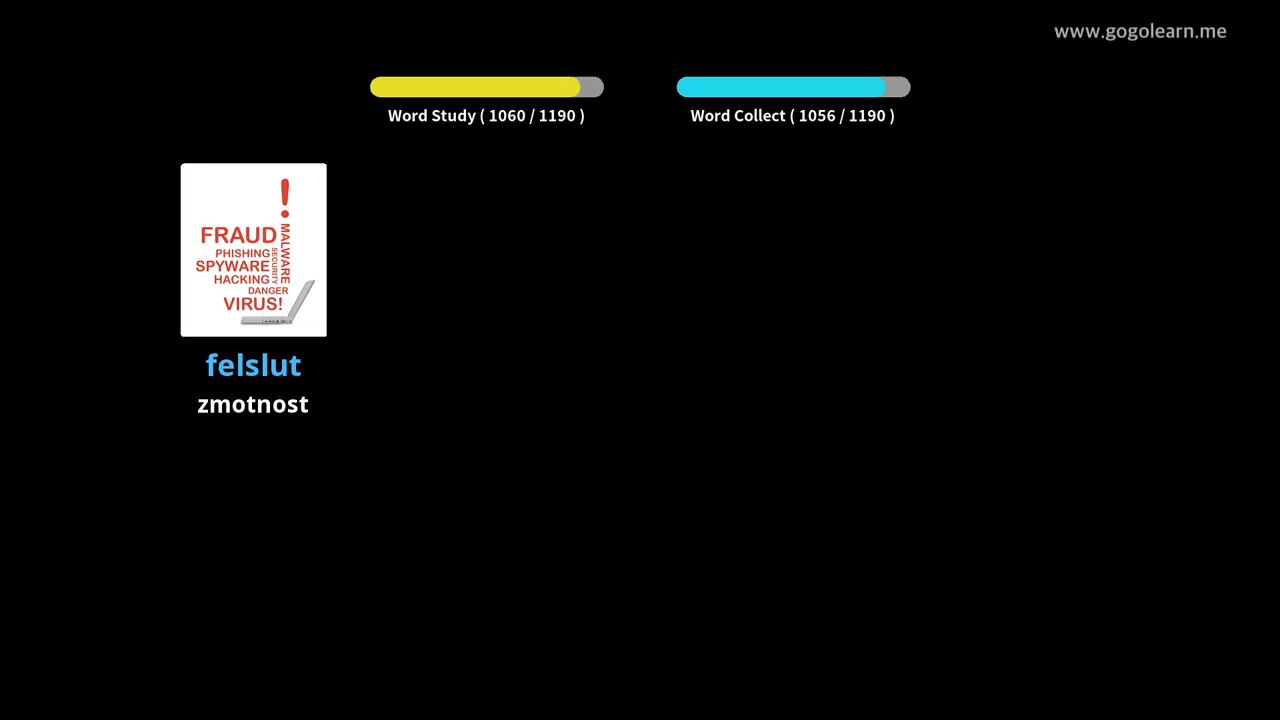 www.gogolearn.me
Word Study ( 1060 / 1190 )
Word Collect ( 1056 / 1190 )
!
FRAUD
PHISHING
SPYWARE
HACKING
DANGER
VIRUS!
SECURITY
MALWARE
felslut
zmotnost